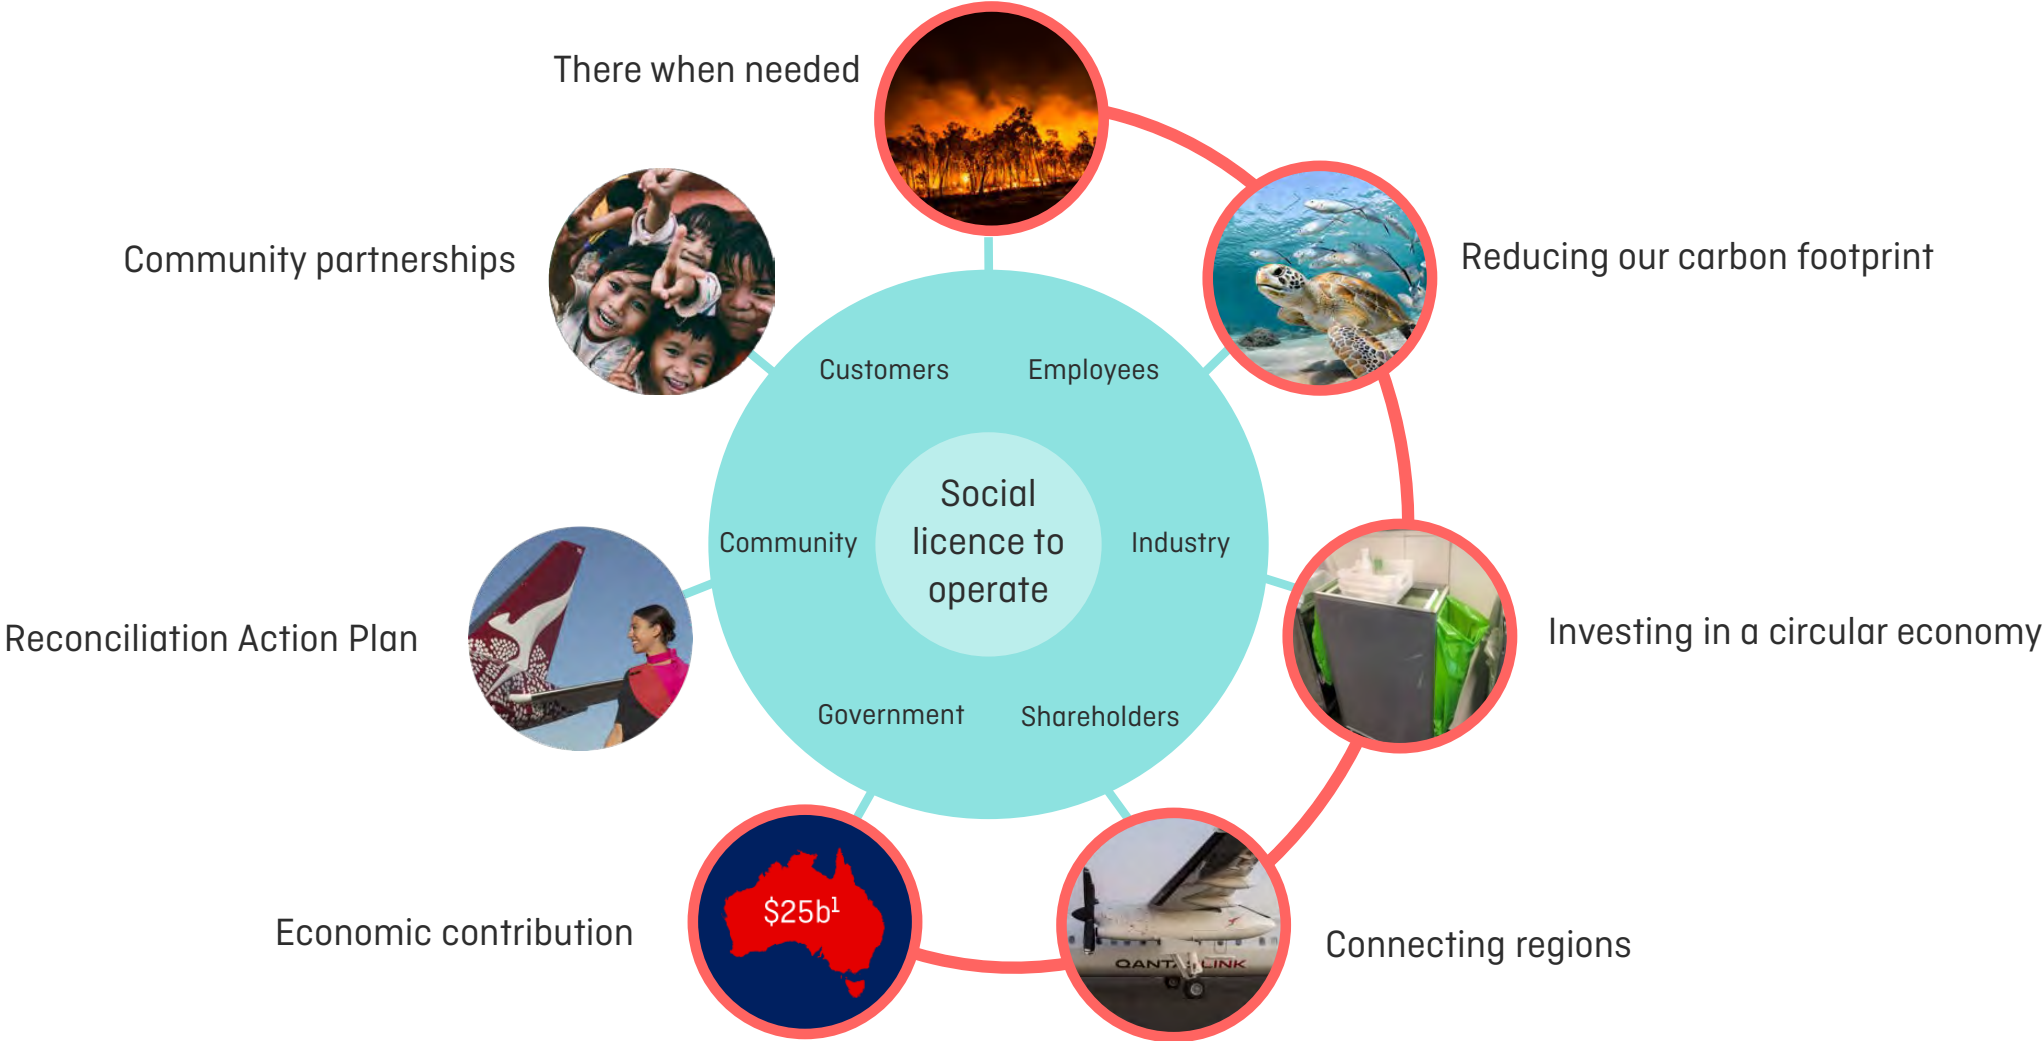 There when needed
Community partnerships
Reducing our carbon footprint
Customers
Employees
Social
licence to
operate
Community
Industry
Reconciliation Action Plan
Investing in a circular economy
Government
Shareholders
$25b¹
Economic contribution
Connecting regions